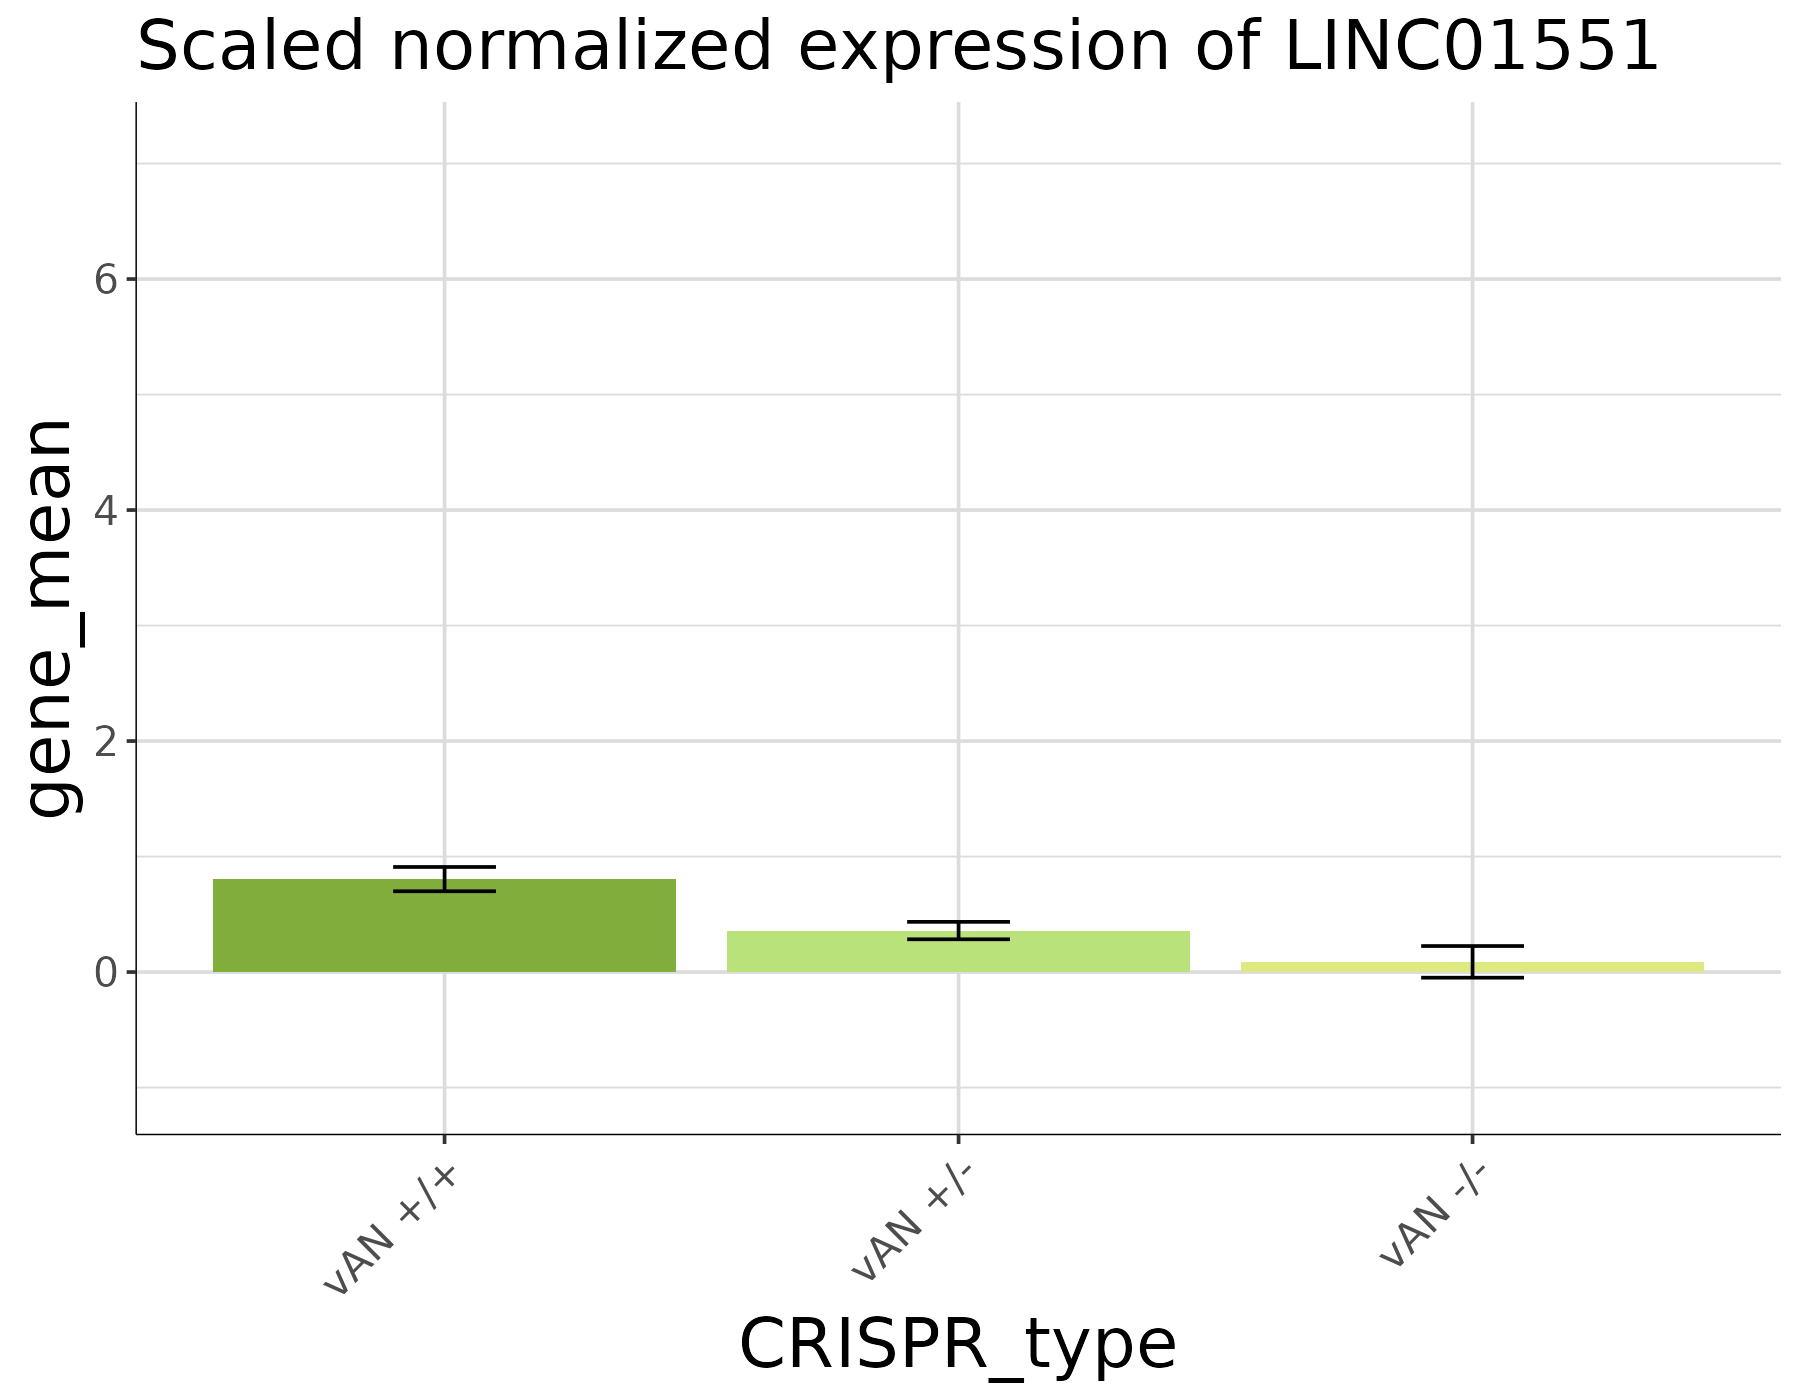 Scaled normalized expression of LINC01551
gene_mean
6
4
2
0
vAN +/+
vAN +/-
vAN -/-
CRISPR_type